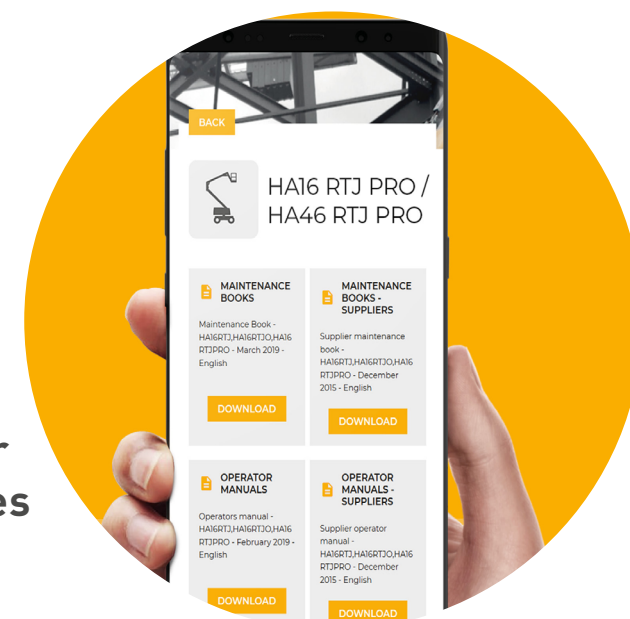 BACK
HA16 RTJ PRO /
HA46 RTJ PRO
MAINTENANCE
BOOKS
Maintenance Book -
HA16RTJ,HA16RTJO,HA16
RTJPRO - March 2019 -
English
DOWNLOAD
MAINTENANCE
BOOKS -
SUPPLIERS
Supplier maintenance
book -
HA16RTJ,HA16RTJO,HA16
RTJPRO - December
2015 - English
DOWNLOAD
OPERATOR
MANUALS
Operators manual -
HA16RTJ,HA16RTJO,HA16
RTJPRO - February 2019 -
English
DOWNLOAD
OPERATOR
MANUALS -
SUPPLIERS
Supplier operator
manual -
HA16RTJ,HA16RTJO,HA16
RTJPRO - December
2015 - English
DOWNLOAD